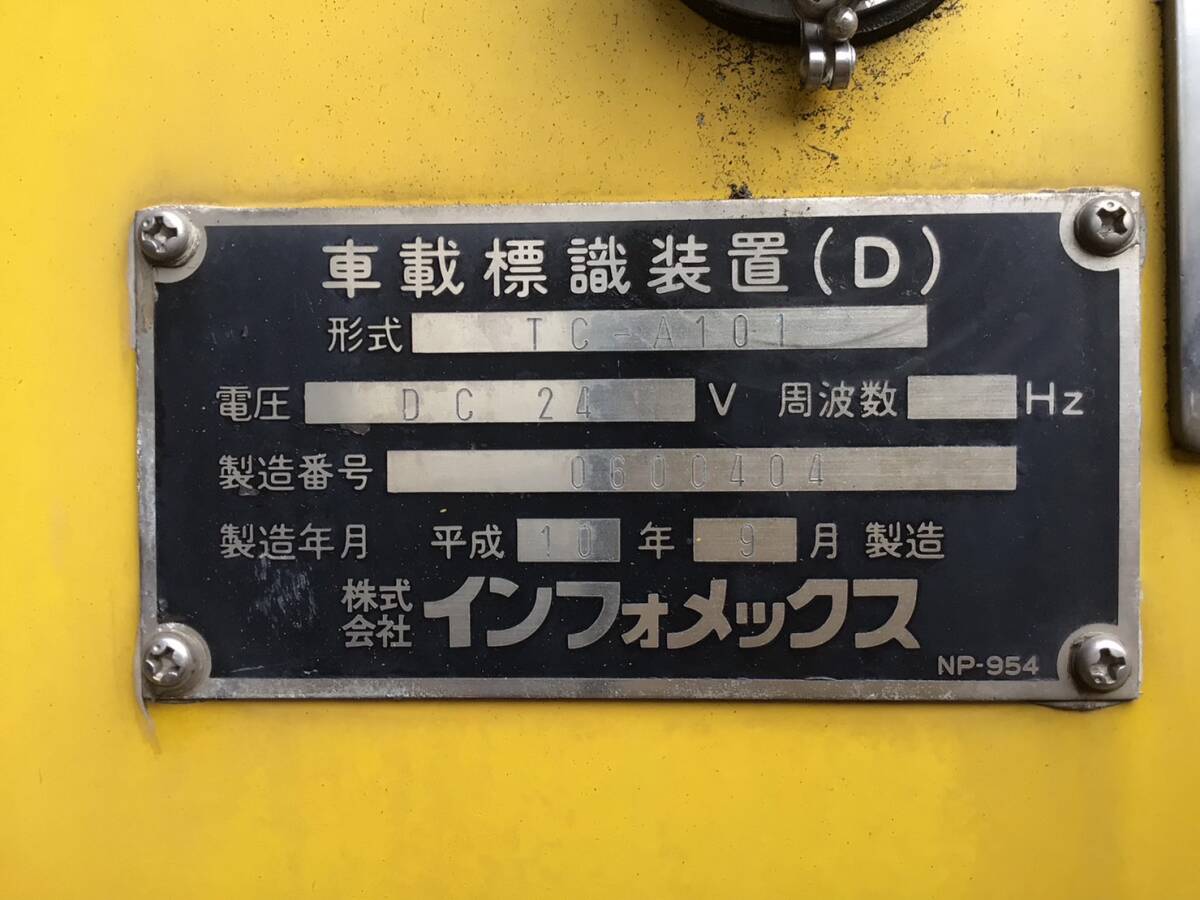 車載標識装置(D)
形式 TC-A101
電圧 DC 24 V 周波数 Hz
製造番号 0600404
製造年月 平成 10 年 9 月 製造
株式会社 インフォメックス
NP-954